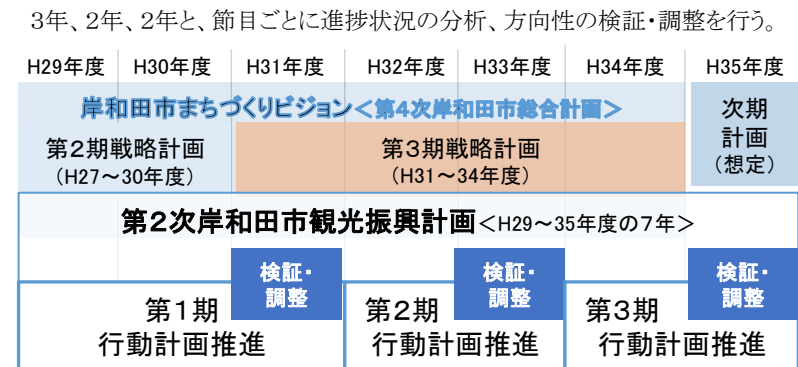 3年、2年、2年と、節目ごとに進捗状況の分析、方向性の検証・調整を行う。
H29年度 H30年度 H31年度 H32年度 H33年度 H34年度 H35年度
岸和田市まちづくりビジョン<第4次岸和田市総合計画>
次期
計画
(想定)
第2期戦略計画
(H27~30年度)
第3期戦略計画
(H31~34年度)
第2次岸和田市観光振興計画<H29~35年度の7年>
検証・
調整
検証・
調整
検証・
調整
第1期
行動計画推進
第2期
行動計画推進
第3期
行動計画推進